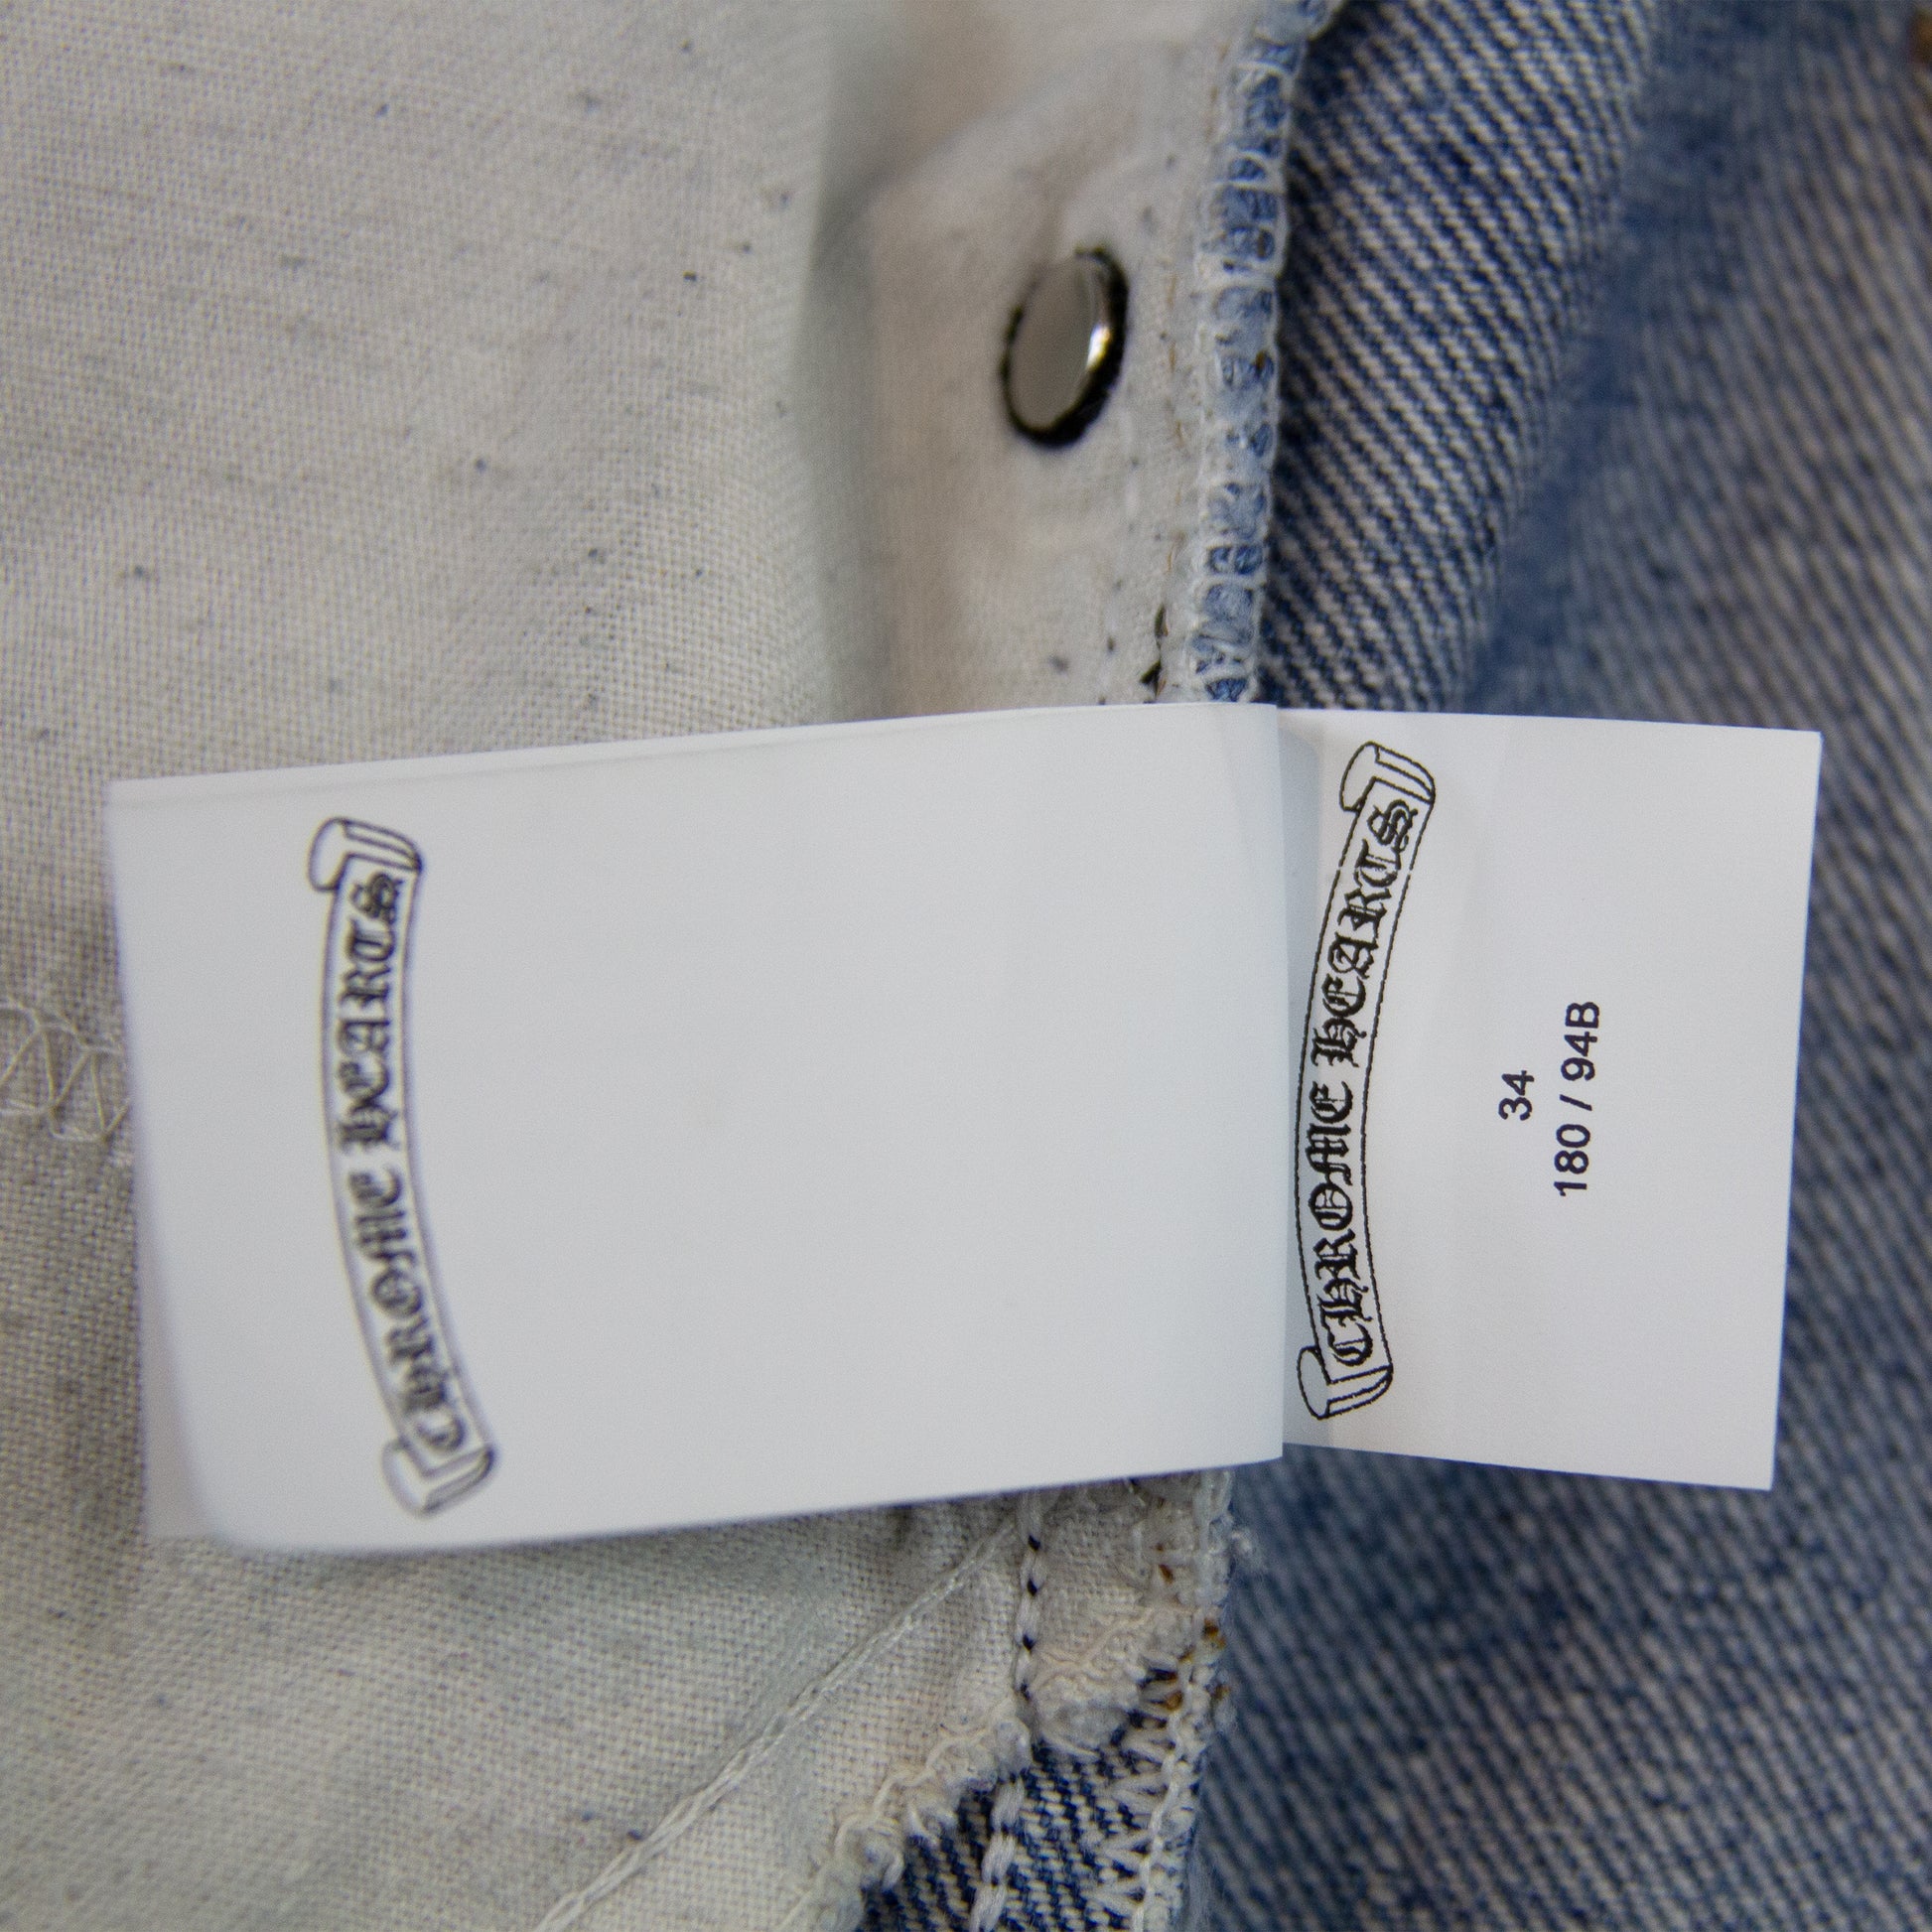 CHROME HEARTS
CHROME HEARTS
34
180 / 94B